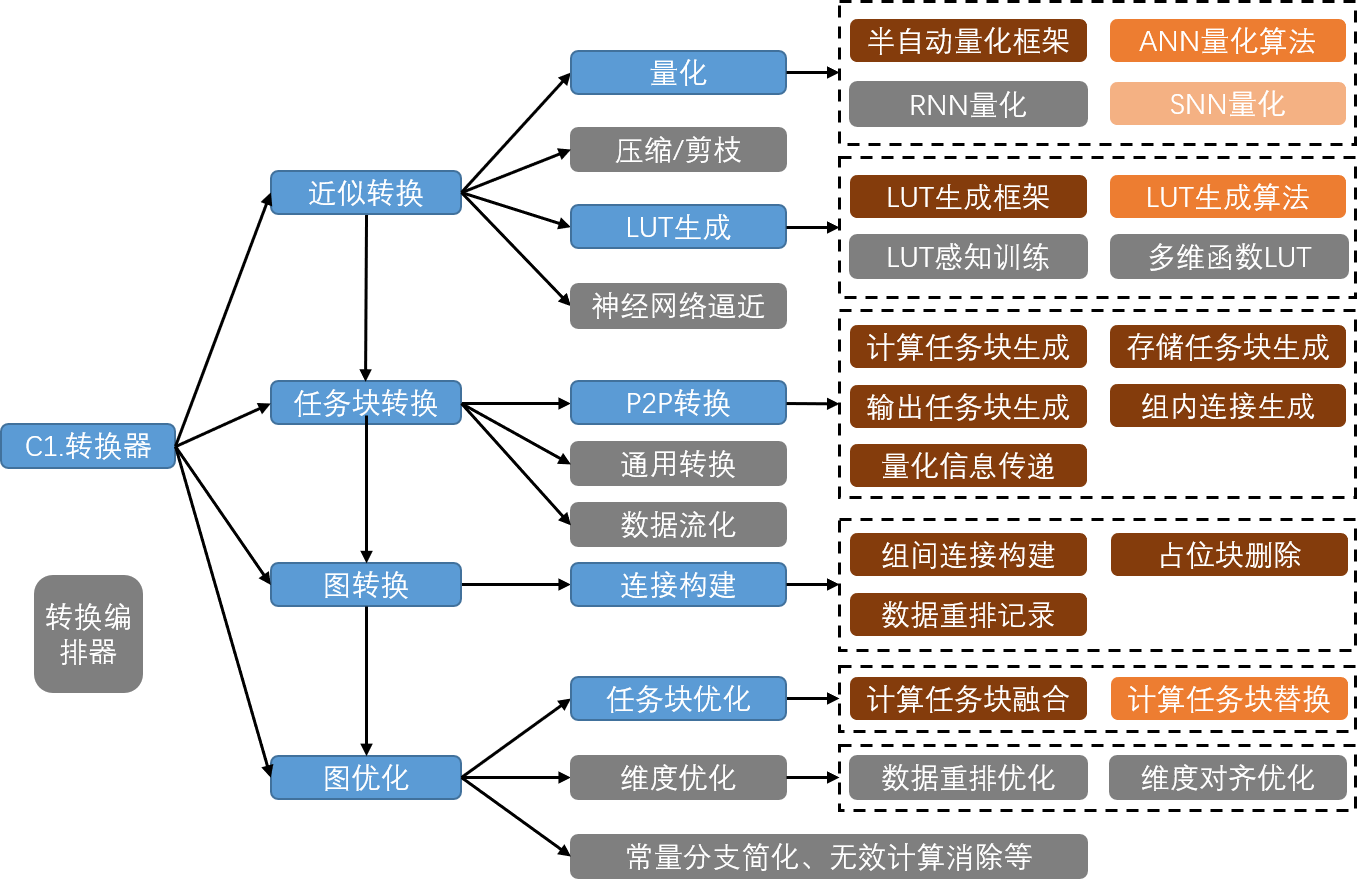 C1.转换器
转换编
排器
近似转换
任务块转换
图转换
图优化
量化
压缩/剪枝
LUT生成
神经网络逼近
P2P转换
通用转换
数据流化
连接构建
任务块优化
维度优化
常量分支简化、无效计算消除等
半自动量化框架
ANN量化算法
RNN量化
SNN量化
LUT生成框架
LUT生成算法
LUT感知训练
多维函数LUT
计算任务块生成
存储任务块生成
输出任务块生成
组内连接生成
量化信息传递
组间连接构建
占位块删除
数据重排记录
计算任务块融合
计算任务块替换
数据重排优化
维度对齐优化